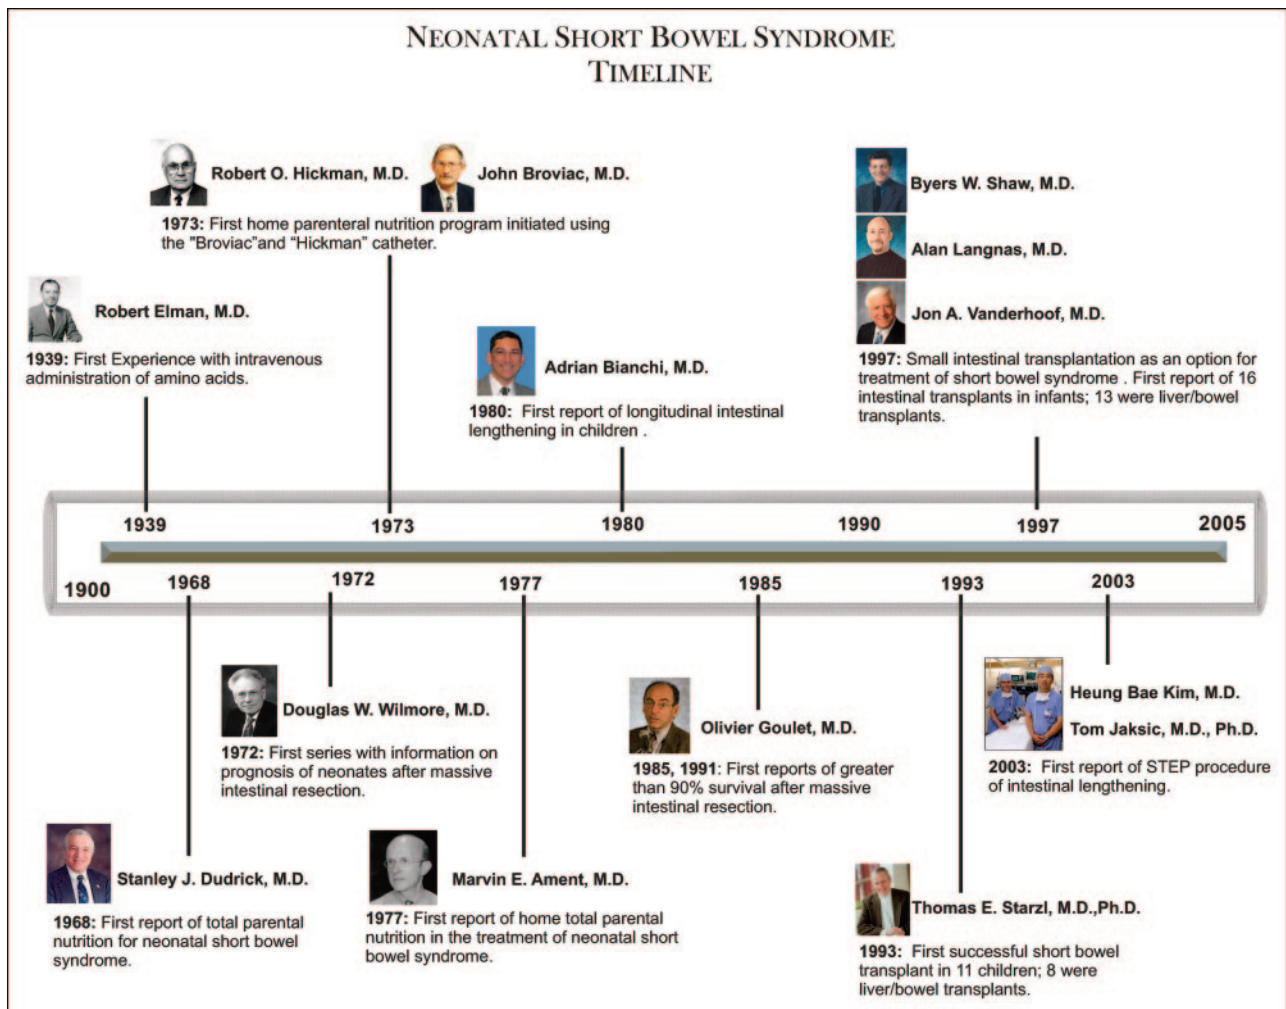 NEONATAL SHORT BOWEL SYNDROME
TIMELINE
Robert O. Hickman, M.D.
John Broviac, M.D.
1973: First home parenteral nutrition program initiated using
the "Broviac"and “Hickman” catheter.
Byers W. Shaw, M.D.
Alan Langnas, M.D.
Jon A. Vanderhoof, M.D.
1997: Small intestinal transplantation as an option for
treatment of short bowel syndrome . First report of 16
intestinal transplants in infants; 13 were liver/bowel
transplants.
Robert Elman, M.D.
1939: First Experience with intravenous
administration of amino acids.
Adrian Bianchi, M.D.
1980: First report of longitudinal intestinal
lengthening in children .
1939
1973
1980
1990
1997
2005
1900
1968
1972
1977
1985
1993
2003
Douglas W. Wilmore, M.D.
1972: First series with information on
prognosis of neonates after massive
intestinal resection.
Olivier Goulet, M.D.
1985, 1991: First reports of greater
than 90% survival after massive
intestinal resection.
Heung Bae Kim, M.D.
Tom Jaksic, M.D., Ph.D.
2003: First report of STEP procedure
of intestinal lengthening.
Stanley J. Dudrick, M.D.
1968: First report of total parental
nutrition for neonatal short bowel
syndrome.
Marvin E. Ament, M.D.
1977: First report of home total parental
nutrition in the treatment of neonatal short
bowel syndrome.
Thomas E. Starzl, M.D.,Ph.D.
1993: First successful short bowel
transplant in 11 children; 8 were
liver/bowel transplants.